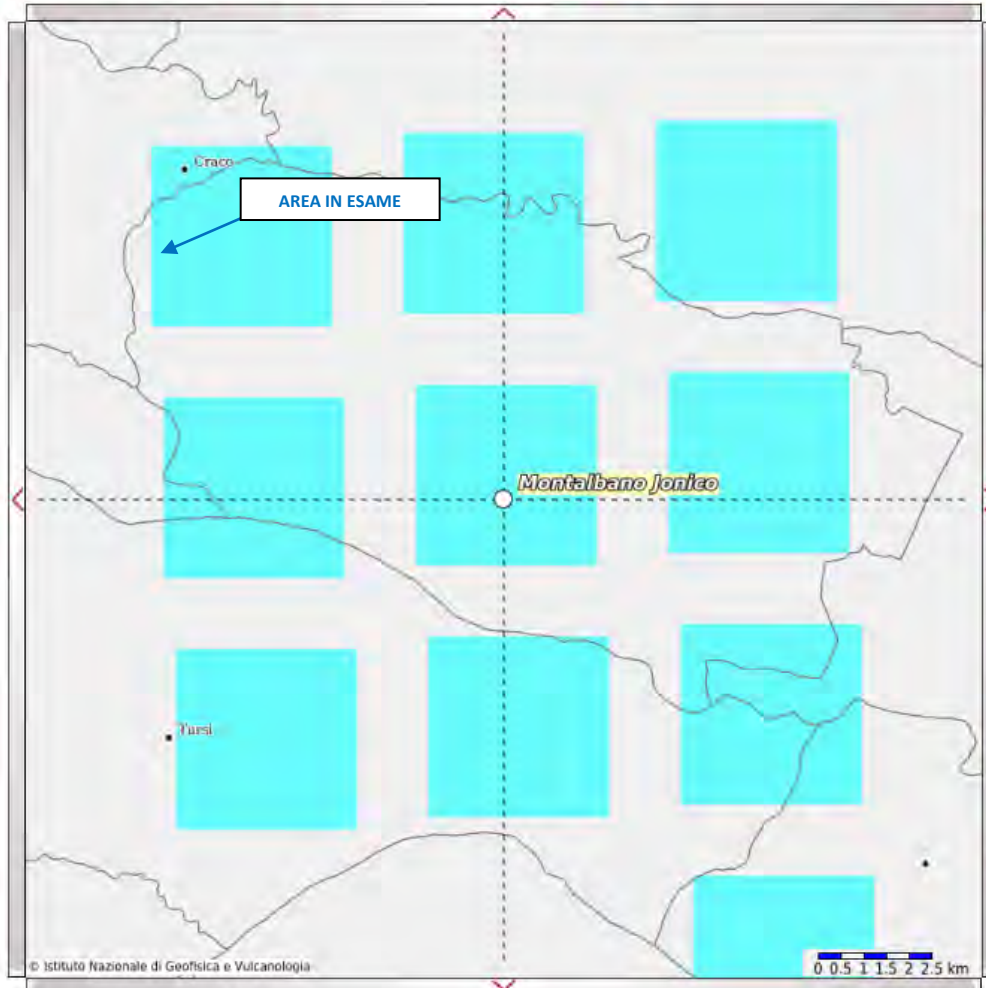 Craco
AREA IN ESAME
Montalbano Jonico
Tursi
© Istituto Nazionale di Geofisica e Vulcanologia
0 0.5 1 1.5 2 2.5 km